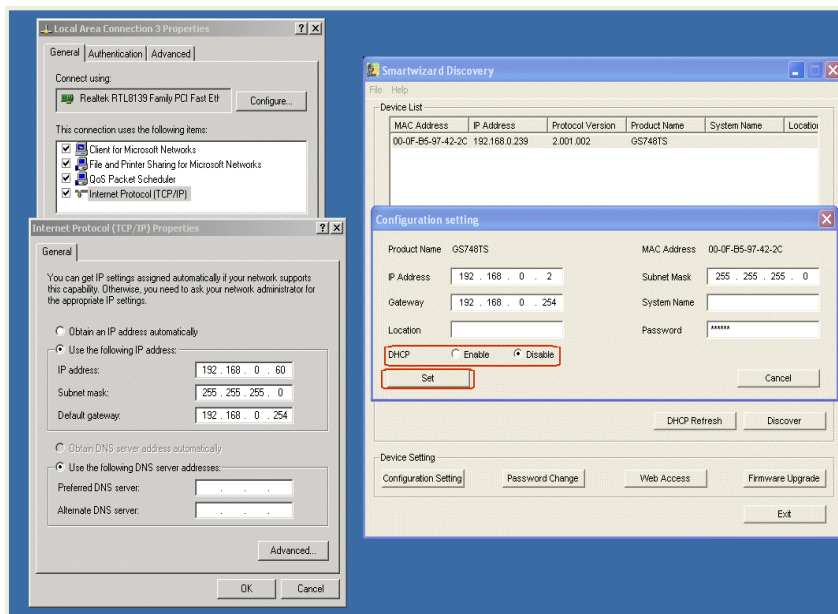 Local Area Connection 3 Properties
General Authentication Advanced
Connect using:
Realtek RTL8139 Family PCI Fast Eth
Configure...
This connection uses the following items:
Client for Microsoft Networks
File and Printer Sharing for Microsoft Networks
QoS Packet Scheduler
Internet Protocol (TCP/IP)
Internet Protocol (TCP/IP) Properties
General
You can get IP settings assigned automatically if your network supports
this capability. Otherwise, you need to ask your network administrator for
the appropriate IP settings.
Obtain an IP address automatically
Use the following IP address:
IP address: 192 . 168 . 0 . 60
Subnet mask: 255 . 255 . 255 . 0
Default gateway: 192 . 168 . 0 . 254
Obtain DNS server address automatically
Use the following DNS server addresses:
Preferred DNS server: . . .
Alternate DNS server: . . .
Advanced...
OK Cancel
Smartwizard Discovery
File Help
Device List
MAC Address IP Address Protocol Version Product Name System Name Location
00-0F-B5-97-42-2C 192.168.0.239 2.001.002 GS748TS
Configuration setting
Product Name GS748TS MAC Address 00-0F-B5-97-42-2C
IP Address 192 . 168 . 0 . 2 Subnet Mask 255 . 255 . 255 . 0
Gateway 192 . 168 . 0 . 254 System Name
Location Password ******
DHCP Enable Disable
Set Cancel
DHCP Refresh Discover
Device Setting
Configuration Setting Password Change Web Access Firmware Upgrade
Exit